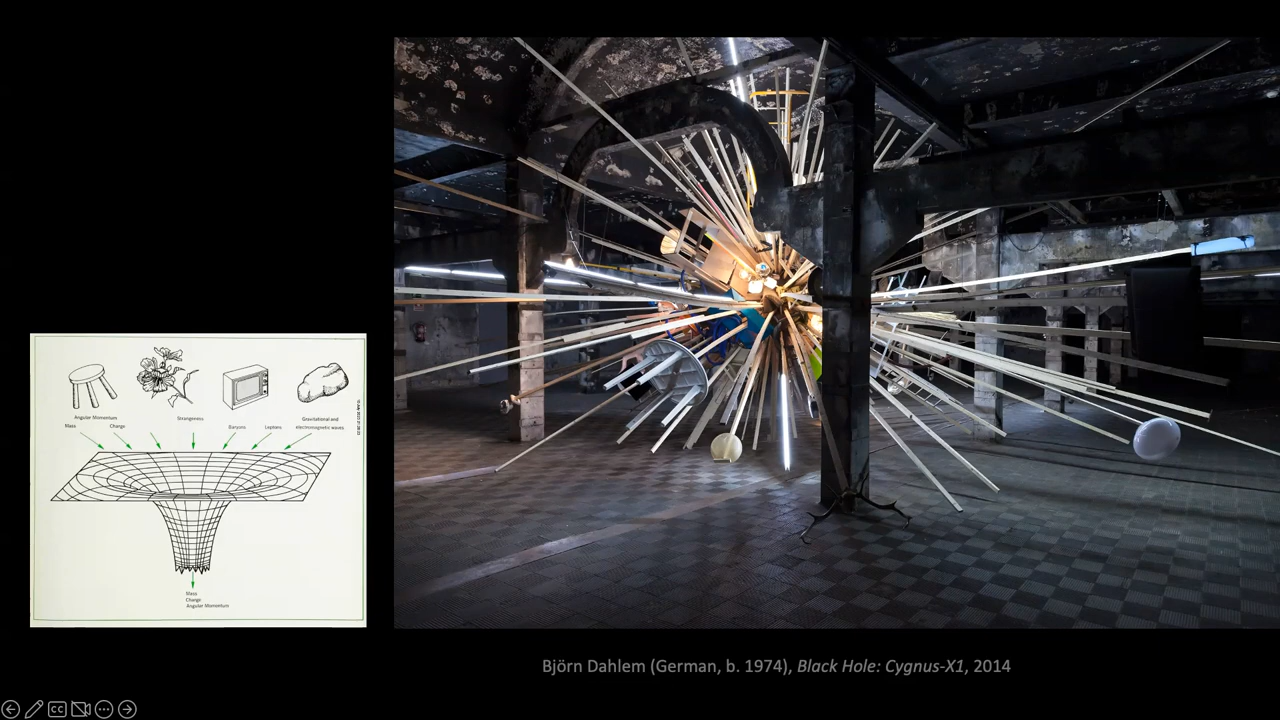 Angular Momentum
Mass
Charge
Strangeness
Baryons
Leptons
Gravitational and
electromagnetic waves
Mass
Charge
Angular Momentum
Björn Dahlem (German, b. 1974), Black Hole: Cygnus-X1, 2014
CC